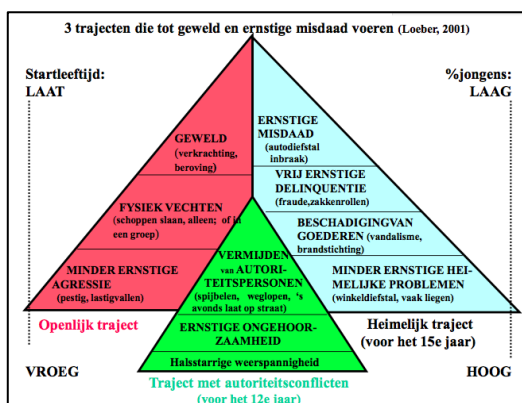 3 trajecten die tot geweld en ernstige misdaad voeren (Loeber, 2001)
Startleeftijd:
LAAT
%jongens:
LAAG
GEWELD
(verkrachting,
beroving)
ERNSTIGE
MISDAAD
(autodiefstal
inbraak)
VRIJ ERNSTIGE
DELINQUENTIE
(fraude,zakkenrollen)
FYSIEK VECHTEN
(schoppen slaan, alleen; of in
een groep)
BESCHADIGINGVAN
GOEDEREN (vandalisme,
brandstichting)
MINDER ERNSTIGE
AGRESSIE
(pestig, lastigvallen)
VERMIJDEN
van AUTORI-
TEITSPERSONEN
(spijbelen, weglopen, ‘s
avonds laat op straat)
MINDER ERNSTIGE HEI-
MELIJKE PROBLEMEN
(winkeldiefstal, vaak liegen)
Openlijk traject
ERNSTIGE ONGEHOOR-
ZAAMHEID
Heimelijk traject
(voor het 15e jaar)
VROEG
Halsstarrige weerspannigheid
HOOG
Traject met autoriteitsconflicten
(voor het 12e jaar)